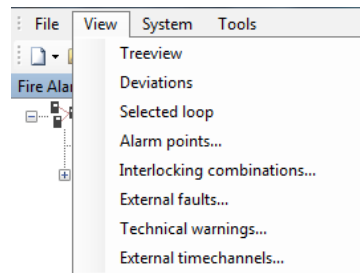 File View System Tools
Fire Ala
Treeview
Deviations
Selected loop
Alarm points...
Interlocking combinations...
External faults...
Technical warnings...
External timechannels...